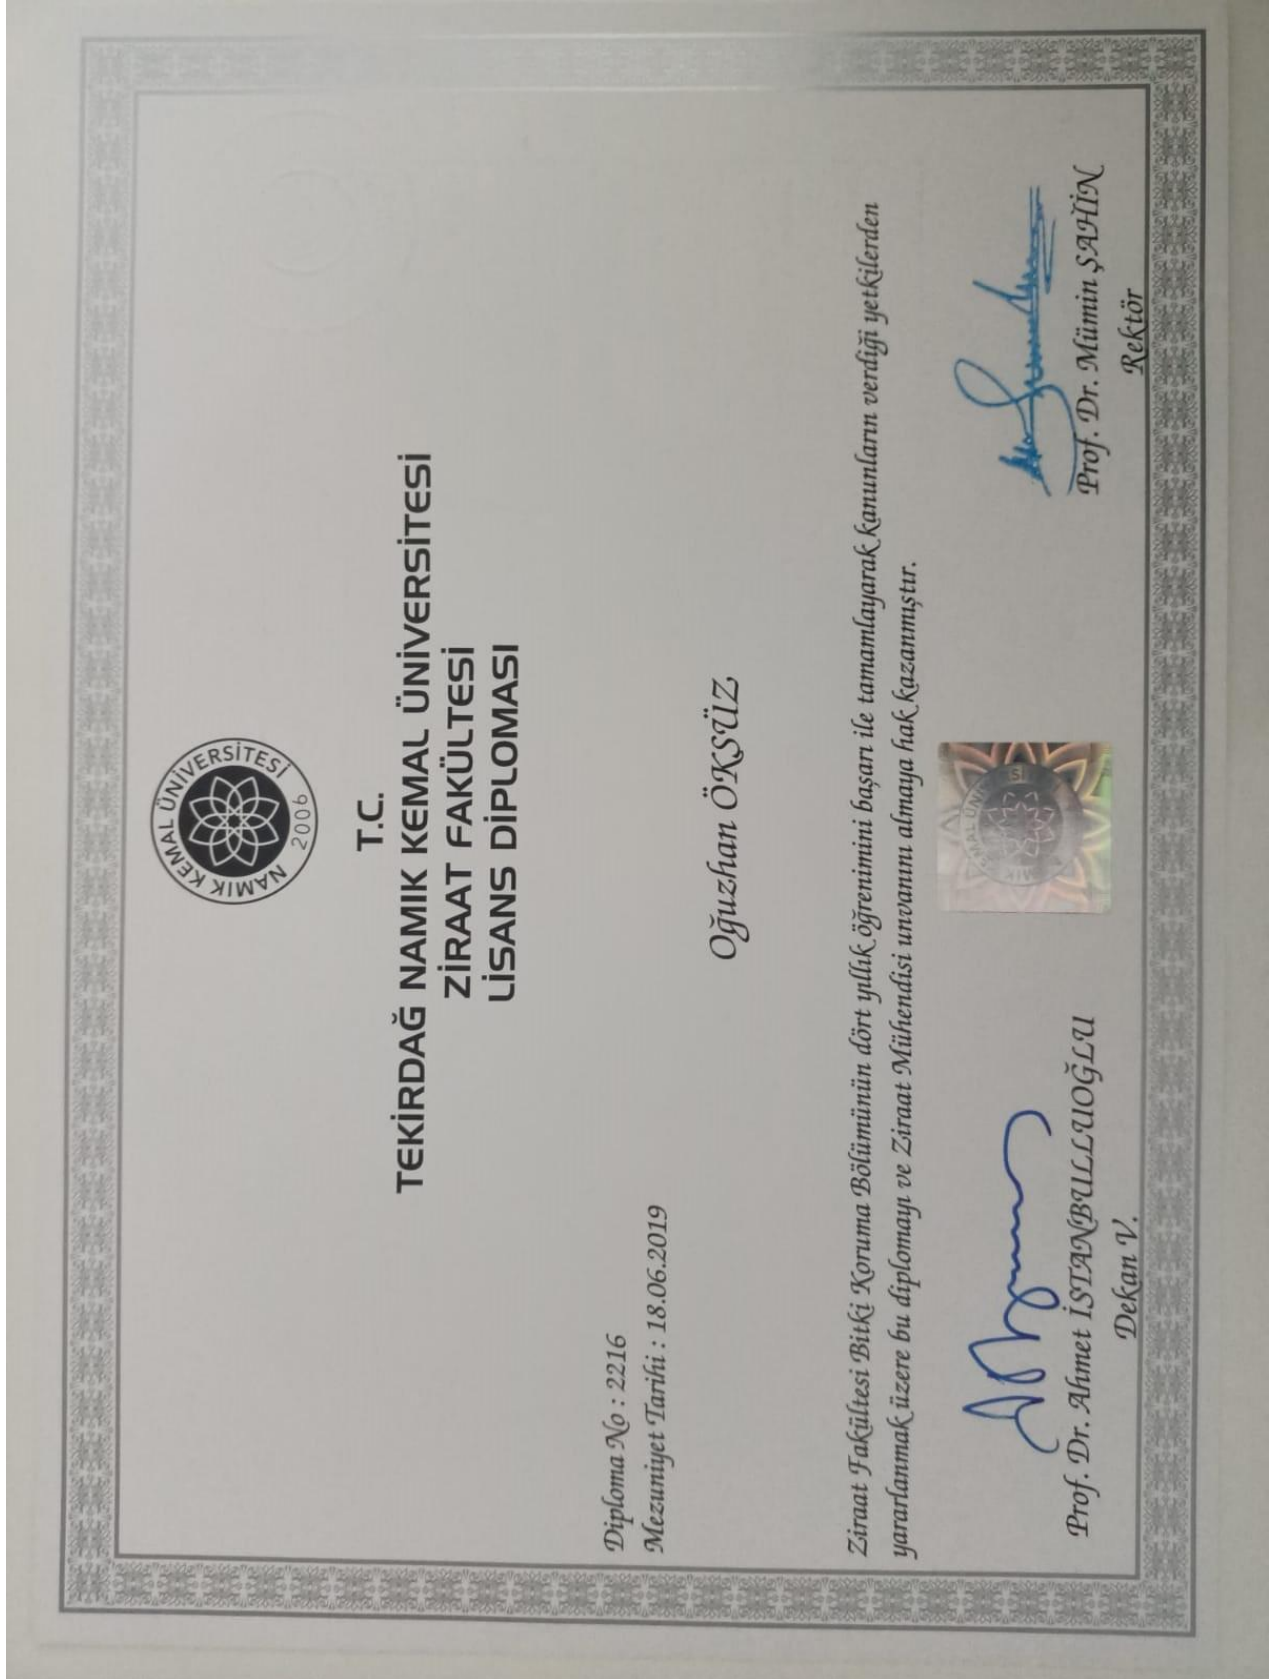 NAMIK KEMAL ÜNİVERSİTESİ
2006
T.C.
TEKİRDAĞ NAMIK KEMAL ÜNİVERSİTESİ
ZİRAAT FAKÜLTESİ
LİSANS DİPLOMASI
Diploma No : 2216
Mezuniyet Tarihi : 18.06.2019
Oğuzhan ÖKSÜZ
Ziraat Fakültesi Bitki Koruma Bölümünün dört yıllık öğrenimini başarı ile tamamlayarak kanunların verdiği yetkilerden
yararlanmak üzere bu diplomayı ve Ziraat Mühendisi unvanını almaya hak kazanmıştır.
Prof. Dr. Ahmet İSTANBULLUOĞLU
Dekan V.
Prof. Dr. Mümin ŞAHİN
Rektör